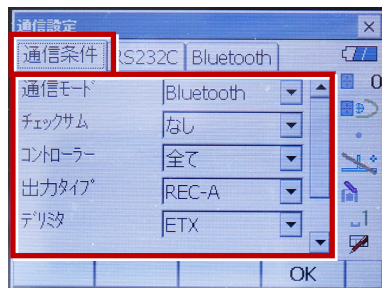 通信設定
通信条件 RS232C Bluetooth
通信モード Bluetooth
0
チェックサム なし
コントローラー 全て
出力タイプ REC-A
デリミタ ETX
OK